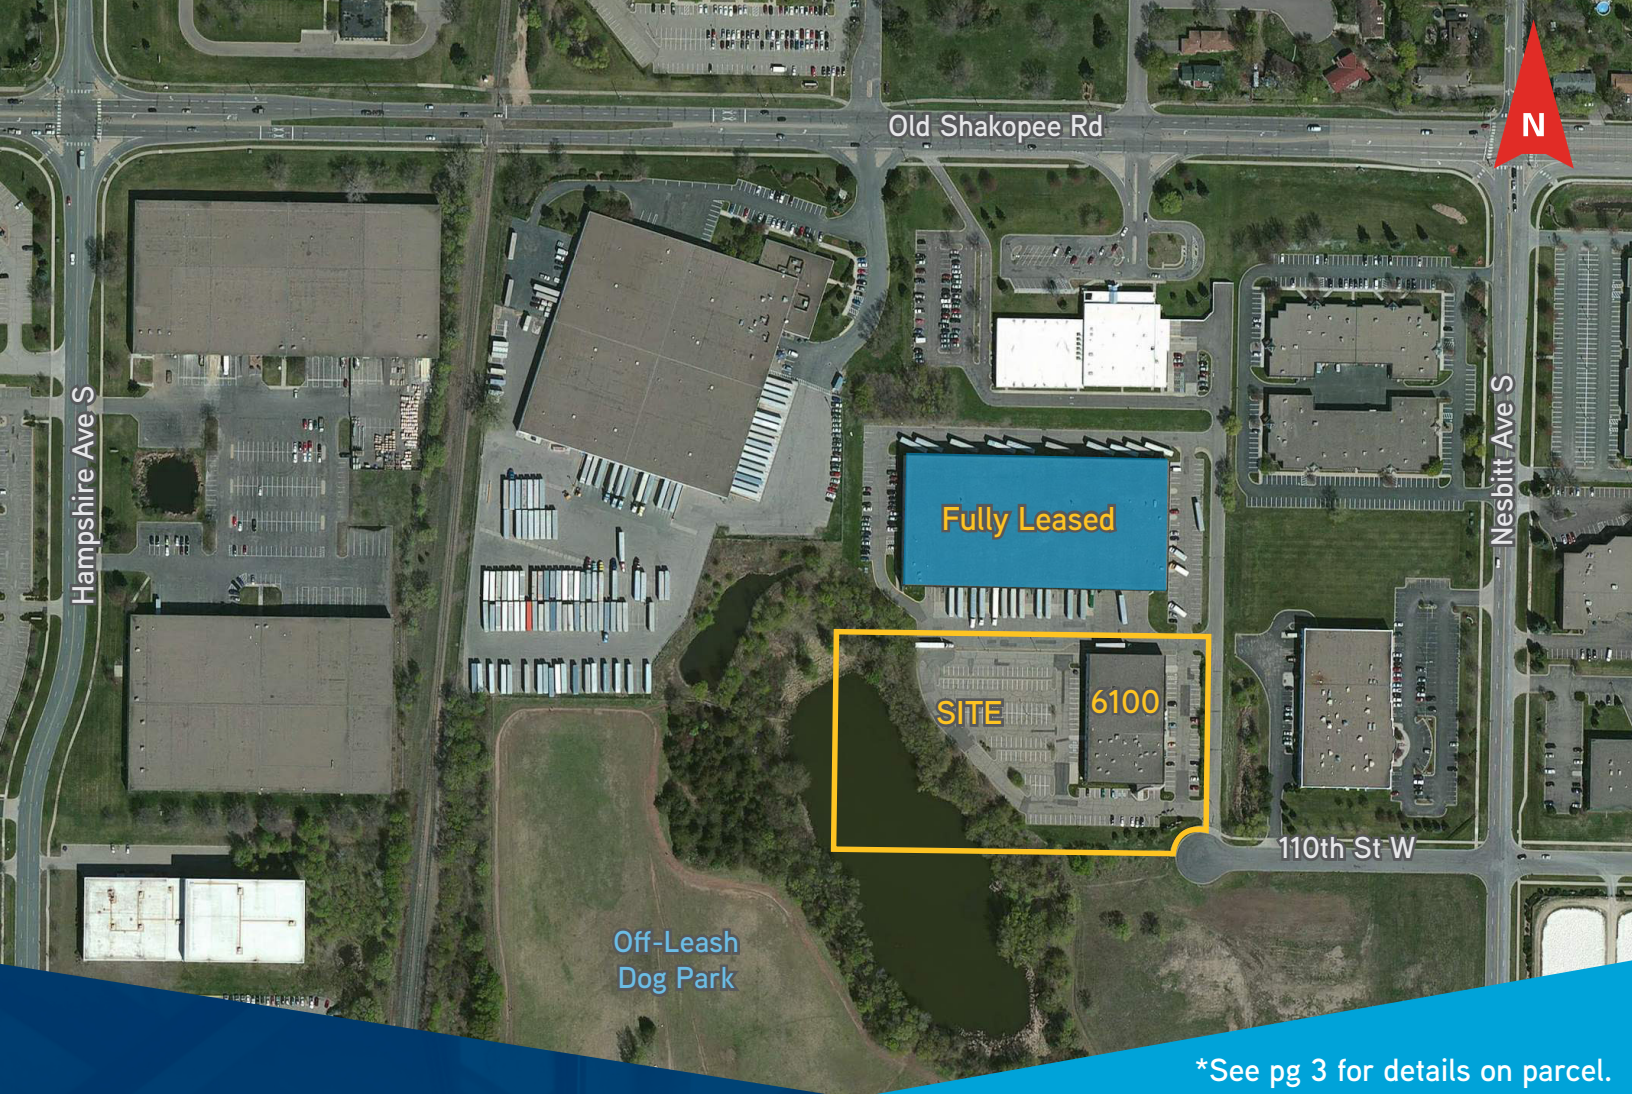 Old Shakopee Rd
N
Hampshire Ave S
Nesbitt Ave S
Fully Leased
SITE
6100
110th St W
Off-Leash
Dog Park
*See pg 3 for details on parcel.